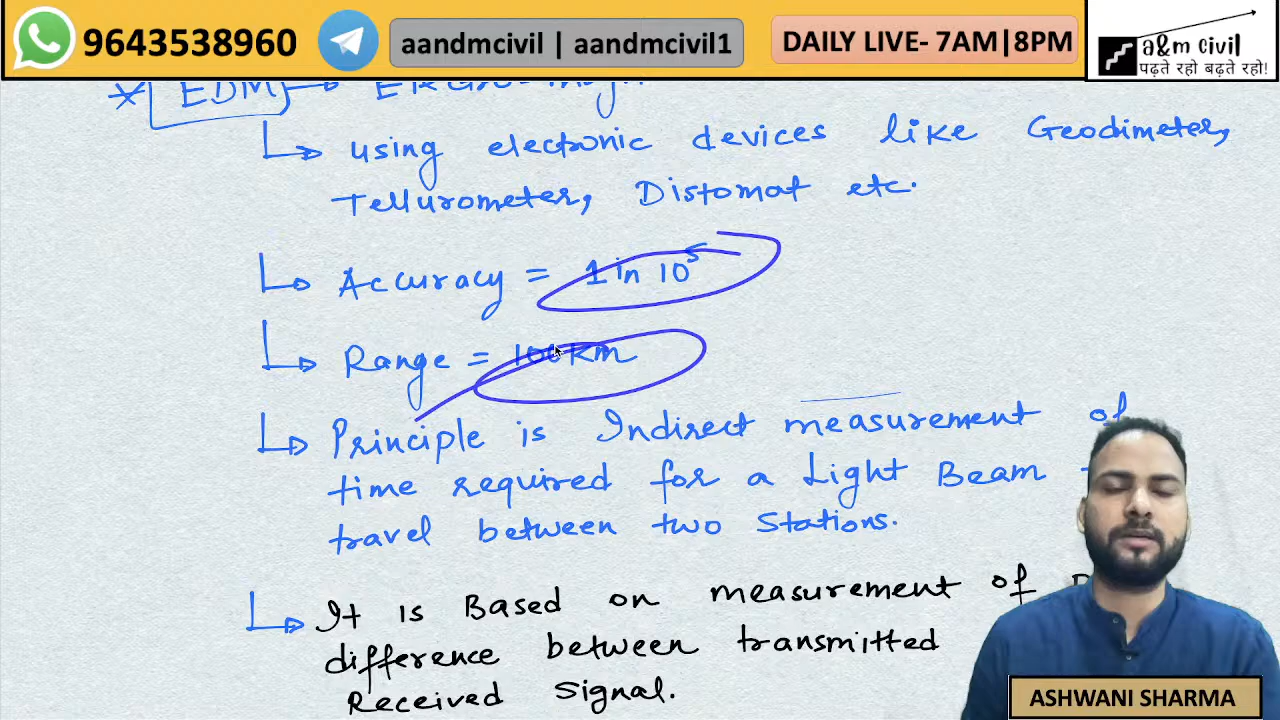 9643538960
aandmcivil | aandmcivil1
DAILY LIVE- 7AM|8PM
a&m civil
पढ़ते रहो बढ़ते रहो!
* EDM →
↳ using electronic devices like Geodimeter,
Tellurometer, Distomat etc.
↳ Accuracy = 1 in 10⁵
↳ Range = 100km
↳ Principle is Indirect measurement of
time required for a Light Beam
travel between two Stations.
↳ It is Based on measurement of
difference between transmitted
Received Signal.
ASHWANI SHARMA